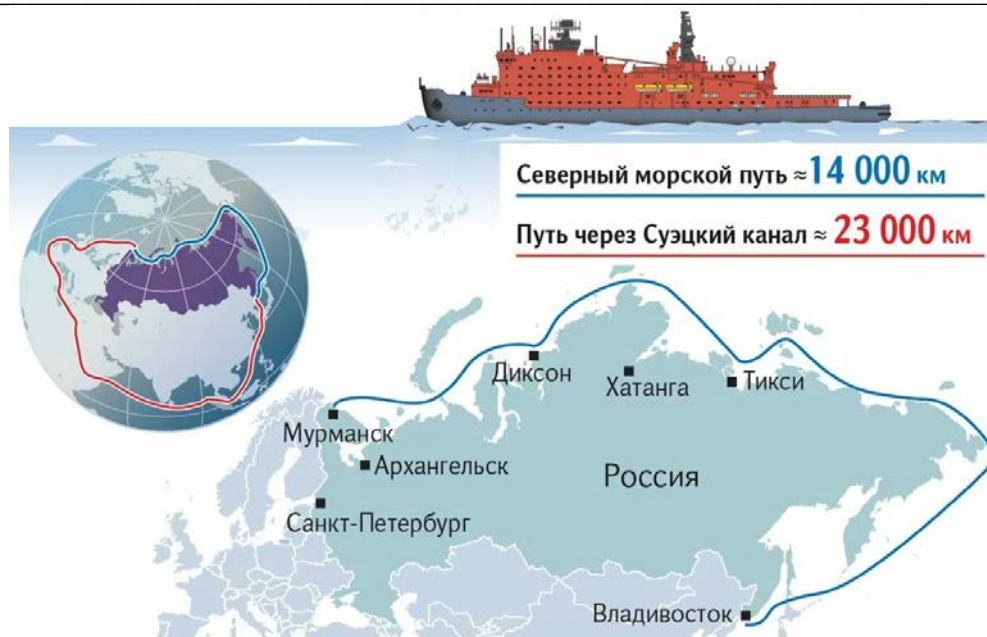 Северный морской путь ≈14 000 км
Путь через Суэцкий канал ≈ 23 000 км
Диксон
Хатанга
Тикси
Мурманск
Архангельск
Россия
Санкт-Петербург
Владивосток